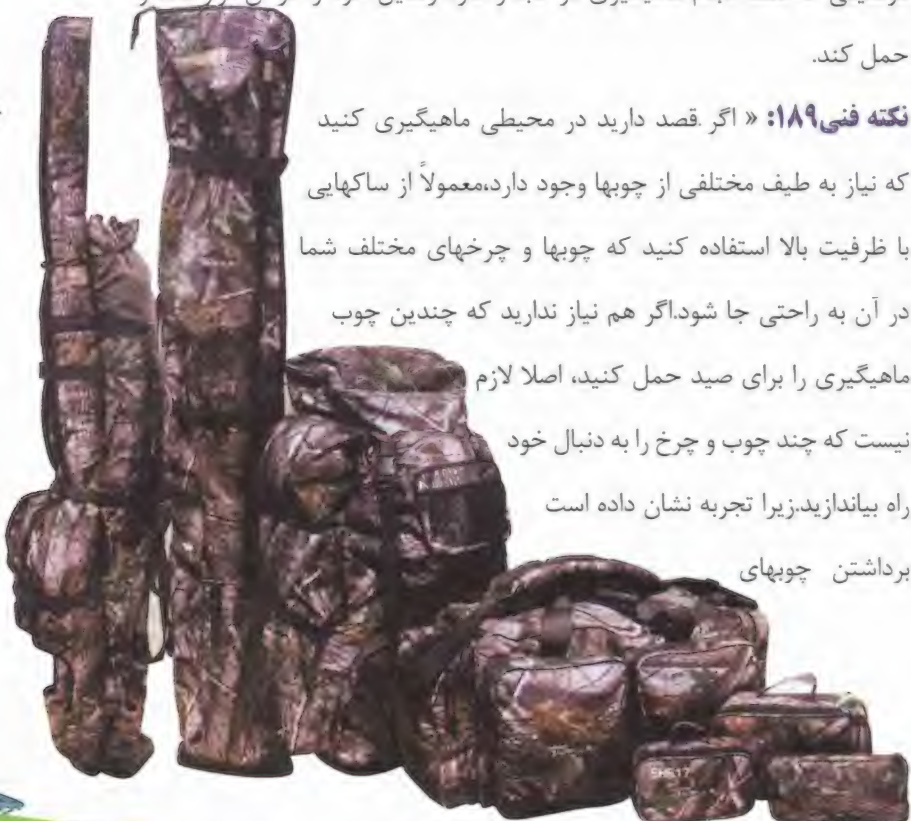 حمل کند.
نکته فنی۱۸۹: « اگر قصد دارید در محیطی ماهیگیری کنید
که نیاز به طیف مختلفی از چوبها وجود دارد،معمولاً از ساکهایی
با ظرفیت بالا استفاده کنید که چوبها و چرخهای مختلف شما
در آن به راحتی جا شود.اگر هم نیاز ندارید که چندین چوب
ماهیگیری را برای صید حمل کنید، اصلا لازم
نیست که چند چوب و چرخ را به دنبال خود
راه بیاندازید.زیرا تجربه نشان داده است
برداشتن چوبهای